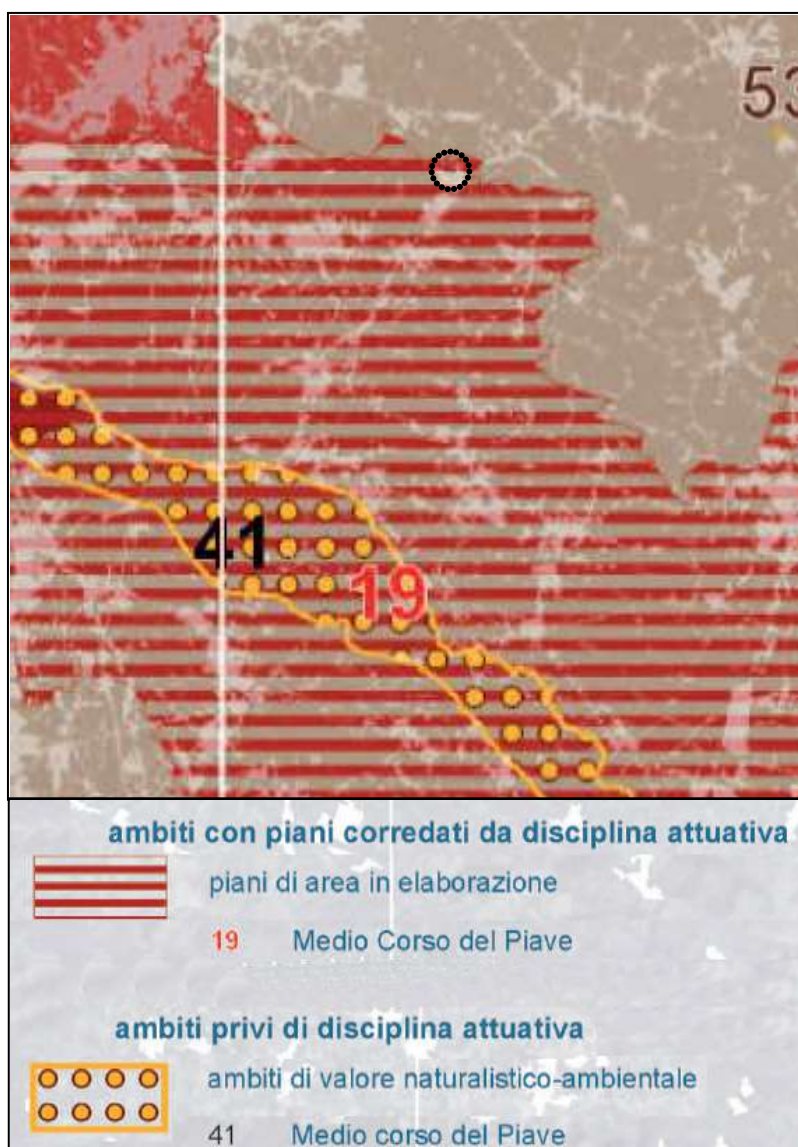 53
41
19
ambiti con piani corredati da disciplina attuativa
piani di area in elaborazione
19 Medio Corso del Piave
ambiti privi di disciplina attuativa
ambiti di valore naturalistico-ambientale
41 Medio corso del Piave